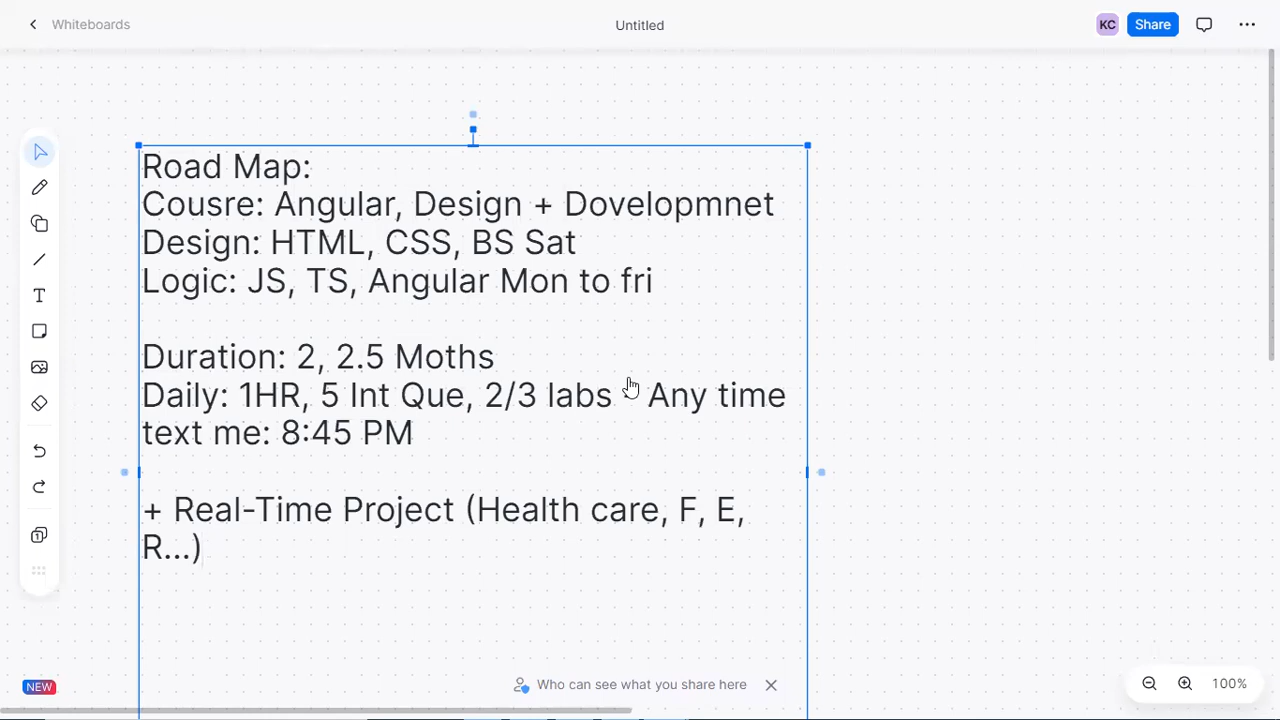 Whiteboards
Untitled
KC
Share
Road Map:
Cousre: Angular, Design + Dovelopmnet
Design: HTML, CSS, BS Sat
Logic: JS, TS, Angular Mon to fri
Duration: 2, 2.5 Moths
Daily: 1HR, 5 Int Que, 2/3 labs Any time
text me: 8:45 PM
+ Real-Time Project (Health care, F, E,
R...)
T
1
NEW
Who can see what you share here
100%